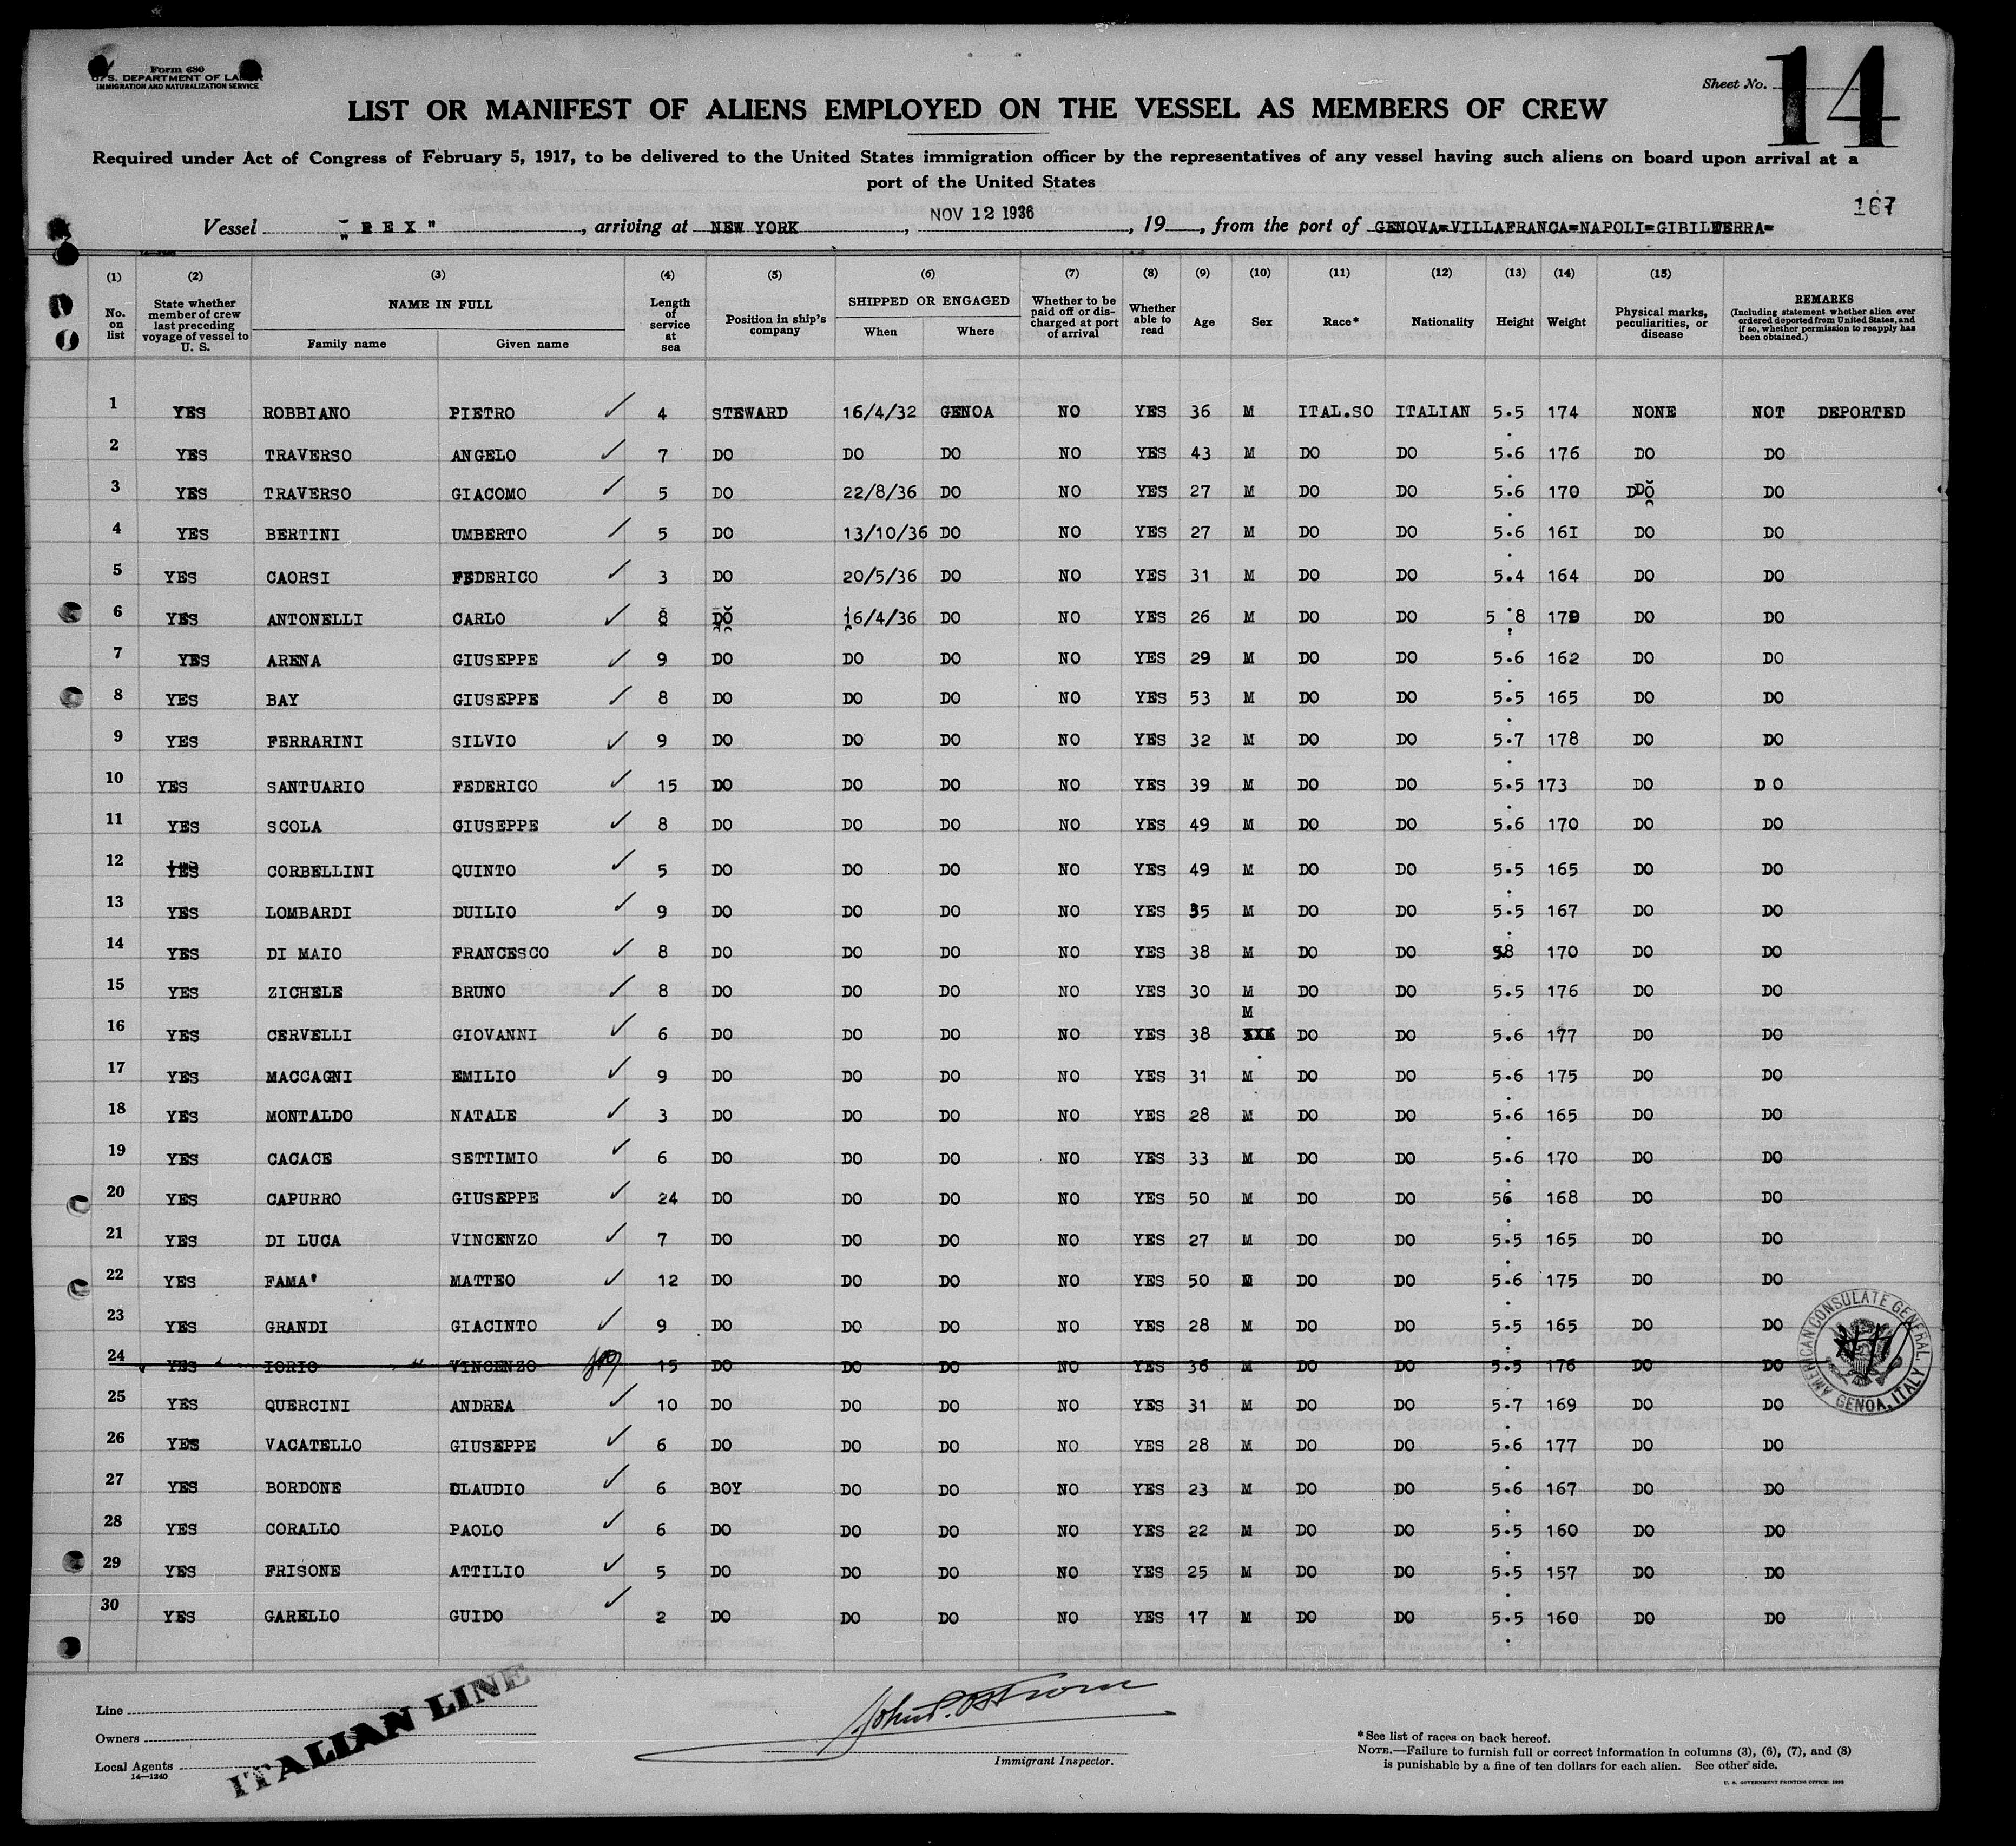 Form 680
U. S. DEPARTMENT OF LABOR
IMMIGRATION AND NATURALIZATION SERVICE
Sheet No. 14
LIST OR MANIFEST OF ALIENS EMPLOYED ON THE VESSEL AS MEMBERS OF CREW
Required under Act of Congress of February 5, 1917, to be delivered to the United States immigration officer by the representatives of any vessel having such aliens on board upon arrival at a
port of the United States
167
Vessel "REX", arriving at NEW YORK, NOV 12 1936, 19, from the port of GENOVA=VILLAFRANCA=NAPOLI=GIBILTERRA=
(1) (2) (3) (4) (5) (6) (7) (8) (9) (10) (11) (12) (13) (14) (15)
No. on list
State whether member of crew last preceding voyage of vessel to U. S.
NAME IN FULL
Family name Given name
Length of service at sea
Position in ship's company
SHIPPED OR ENGAGED
When Where
Whether to be paid off or discharged at port of arrival
Whether able to read
Age
Sex
Race*
Nationality
Height
Weight
Physical marks, peculiarities, or disease
REMARKS
(Including statement whether alien ever ordered deported from United States, and if so, whether permission to reapply has been obtained.)
1 YES ROBBIANO PIETRO ✓ 4 STEWARD 16/4/32 GENOA NO YES 36 M ITAL.SO ITALIAN 5.5 174 NONE NOT DEPORTED
2 YES TRAVERSO ANGELO ✓ 7 DO DO DO NO YES 43 M DO DO 5.6 176 DO DO
3 YES TRAVERSO GIACOMO ✓ 5 DO 22/8/36 DO NO YES 27 M DO DO 5.6 170 DO DO
4 YES BERTINI UMBERTO ✓ 5 DO 13/10/36 DO NO YES 27 M DO DO 5.6 161 DO DO
5 YES CAORSI FEDERICO ✓ 3 DO 20/5/36 DO NO YES 31 M DO DO 5.4 164 DO DO
6 YES ANTONELLI CARLO ✓ 8 DO 16/4/36 DO NO YES 26 M DO DO 5 8 DO DO
7 YES ARENA GIUSEPPE ✓ 9 DO DO DO NO YES 29 M DO DO 5.6 162 DO DO
8 YES BAY GIUSEPPE ✓ 8 DO DO DO NO YES 53 M DO DO 5.5 165 DO DO
9 YES FERRARINI SILVIO ✓ 9 DO DO DO NO YES 32 M DO DO 5.7 178 DO DO
10 YES SANTUARIO FEDERICO ✓ 15 DO DO DO NO YES 39 M DO DO 5.5 173 DO D O
11 YES SCOLA GIUSEPPE ✓ 8 DO DO DO NO YES 49 M DO DO 5.6 170 DO DO
12 YES CORBELLINI QUINTO ✓ 5 DO DO DO NO YES 49 M DO DO 5.5 165 DO DO
13 YES LOMBARDI DUILIO ✓ 9 DO DO DO NO YES 35 M DO DO 5.5 167 DO DO
14 YES DI MAIO FRANCESCO ✓ 8 DO DO DO NO YES 38 M DO DO 5.8 170 DO DO
15 YES ZICHELE BRUNO ✓ 8 DO DO DO NO YES 30 M DO DO 5.5 176 DO DO
16 YES CERVELLI GIOVANNI ✓ 6 DO DO DO NO YES 38 M XXX DO DO 5.6 177 DO DO
17 YES MACCAGNI EMILIO ✓ 9 DO DO DO NO YES 31 M DO DO 5.6 175 DO DO
18 YES MONTALDO NATALE ✓ 3 DO DO DO NO YES 28 M DO DO 5.6 165 DO DO
19 YES CACACE SETTIMIO ✓ 6 DO DO DO NO YES 33 M DO DO 5.6 170 DO DO
20 YES CAPURRO GIUSEPPE ✓ 24 DO DO DO NO YES 50 M DO DO 56 168 DO DO
21 YES DI LUCA VINCENZO ✓ 7 DO DO DO NO YES 27 M DO DO 5.5 165 DO DO
22 YES FAMA' MATTEO ✓ 12 DO DO DO NO YES 50 M DO DO 5.6 175 DO DO
23 YES GRANDI GIACINTO ✓ 9 DO DO DO NO YES 28 M DO DO 5.5 165 DO DO
24 YES IORIO VINCENZO 15 DO DO DO NO YES 36 M DO DO 5.5 176 DO DO
25 YES QUERCINI ANDREA ✓ 10 DO DO DO NO YES 31 M DO DO 5.7 169 DO DO
26 YES VACATELLO GIUSEPPE ✓ 6 DO DO DO NO YES 28 M DO DO 5.6 177 DO DO
27 YES BORDONE CLAUDIO ✓ 6 BOY DO DO NO YES 23 M DO DO 5.6 167 DO DO
28 YES CORALLO PAOLO ✓ 6 DO DO DO NO YES 22 M DO DO 5.5 160 DO DO
29 YES FRISONE ATTILIO ✓ 5 DO DO DO NO YES 25 M DO DO 5.5 157 DO DO
30 YES GARELLO GUIDO ✓ 2 DO DO DO NO YES 17 M DO DO 5.5 160 DO DO
AMERICAN CONSULATE GENERAL
GENOA, ITALY
Line
Owners
Local Agents
14—1240
ITALIAN LINE
John P. Ostrom
Immigrant Inspector.
*See list of races on back hereof.
NOTE.—Failure to furnish full or correct information in columns (3), (6), (7), and (8)
is punishable by a fine of ten dollars for each alien. See other side.